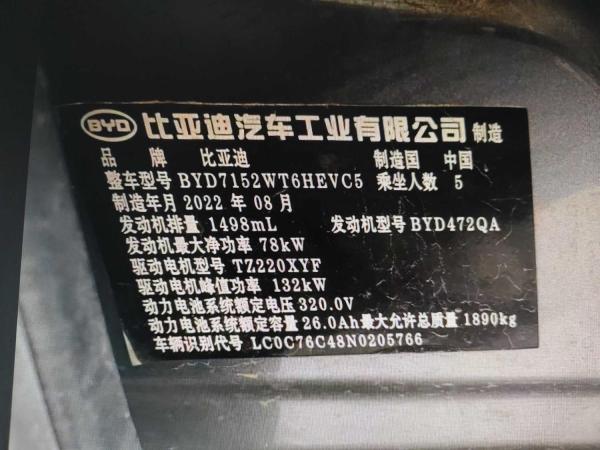 BYD 比亚迪汽车工业有限公司 制造
品 牌 比亚迪 制造国 中国
整车型号 BYD7152WT6HEVC5 乘坐人数 5
制造年月 2022 年 08 月
发动机排量 1498mL 发动机型号 BYD472QA
发动机最大净功率 78kW
驱动电机型号 TZ220XYF
驱动电机峰值功率 132kW
动力电池系统额定电压 320.0V
动力电池系统额定容量 26.0Ah 最大允许总质量 1890kg
车辆识别代号 LC0C76C48N0205766